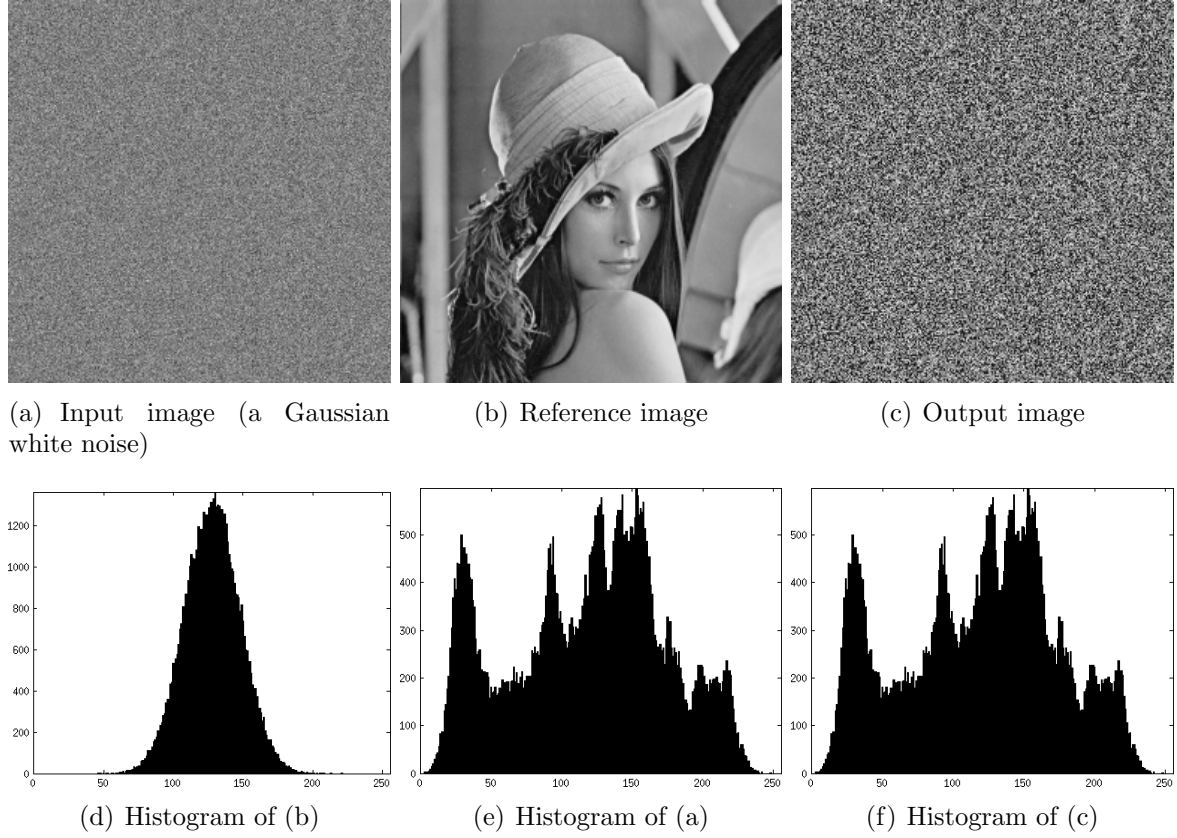 (a) Input image (a Gaussian
white noise)
(b) Reference image
(c) Output image
1200
1000
800
600
400
200
0
0 50 100 150 200 250
500
400
300
200
100
0
0 50 100 150 200 250
500
400
300
200
100
0
0 50 100 150 200 250
(d) Histogram of (b)
(e) Histogram of (a)
(f) Histogram of (c)